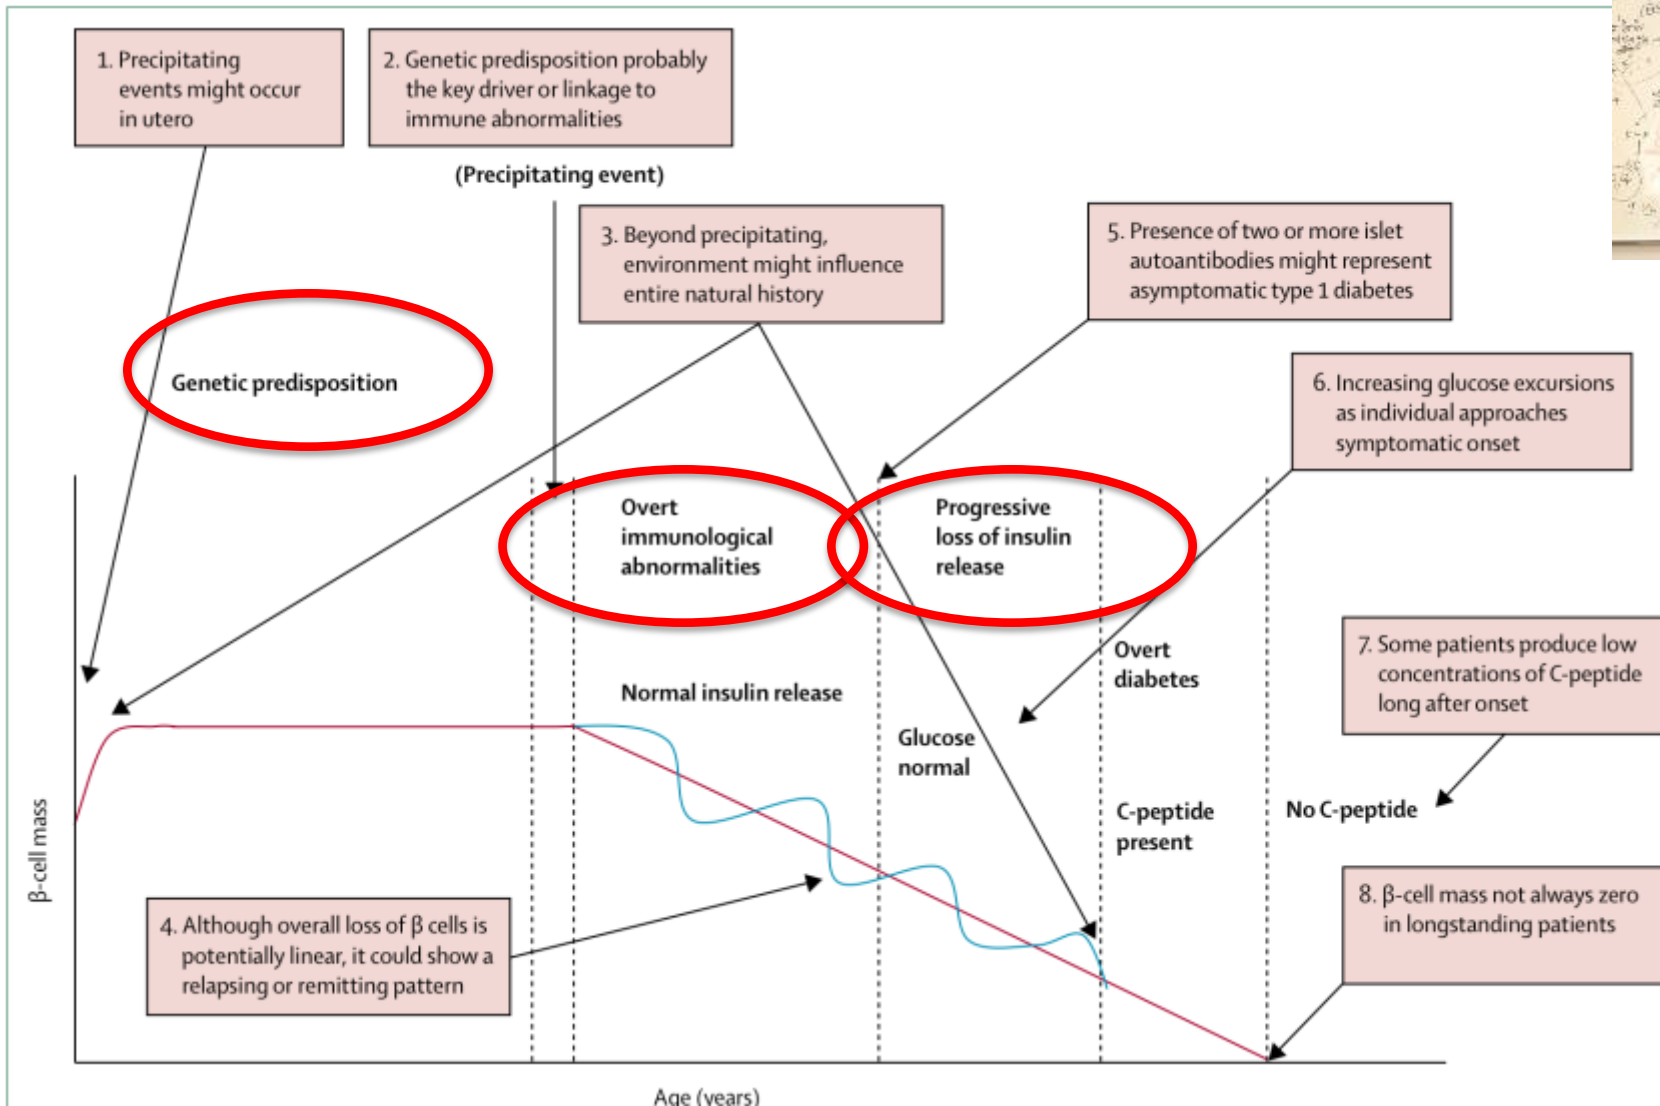 1. Precipitating
events might occur
in utero
2. Genetic predisposition probably
the key driver or linkage to
immune abnormalities
(Precipitating event)
3. Beyond precipitating,
environment might influence
entire natural history
5. Presence of two or more islet
autoantibodies might represent
asymptomatic type 1 diabetes
6. Increasing glucose excursions
as individual approaches
symptomatic onset
Genetic predisposition
Overt
immunological
abnormalities
Progressive
loss of insulin
release
Overt
diabetes
7. Some patients produce low
concentrations of C-peptide
long after onset
Normal insulin release
Glucose
normal
C-peptide
present
No C-peptide
β-cell mass
4. Although overall loss of β cells is
potentially linear, it could show a
relapsing or remitting pattern
8. β-cell mass not always zero
in longstanding patients
Age (years)